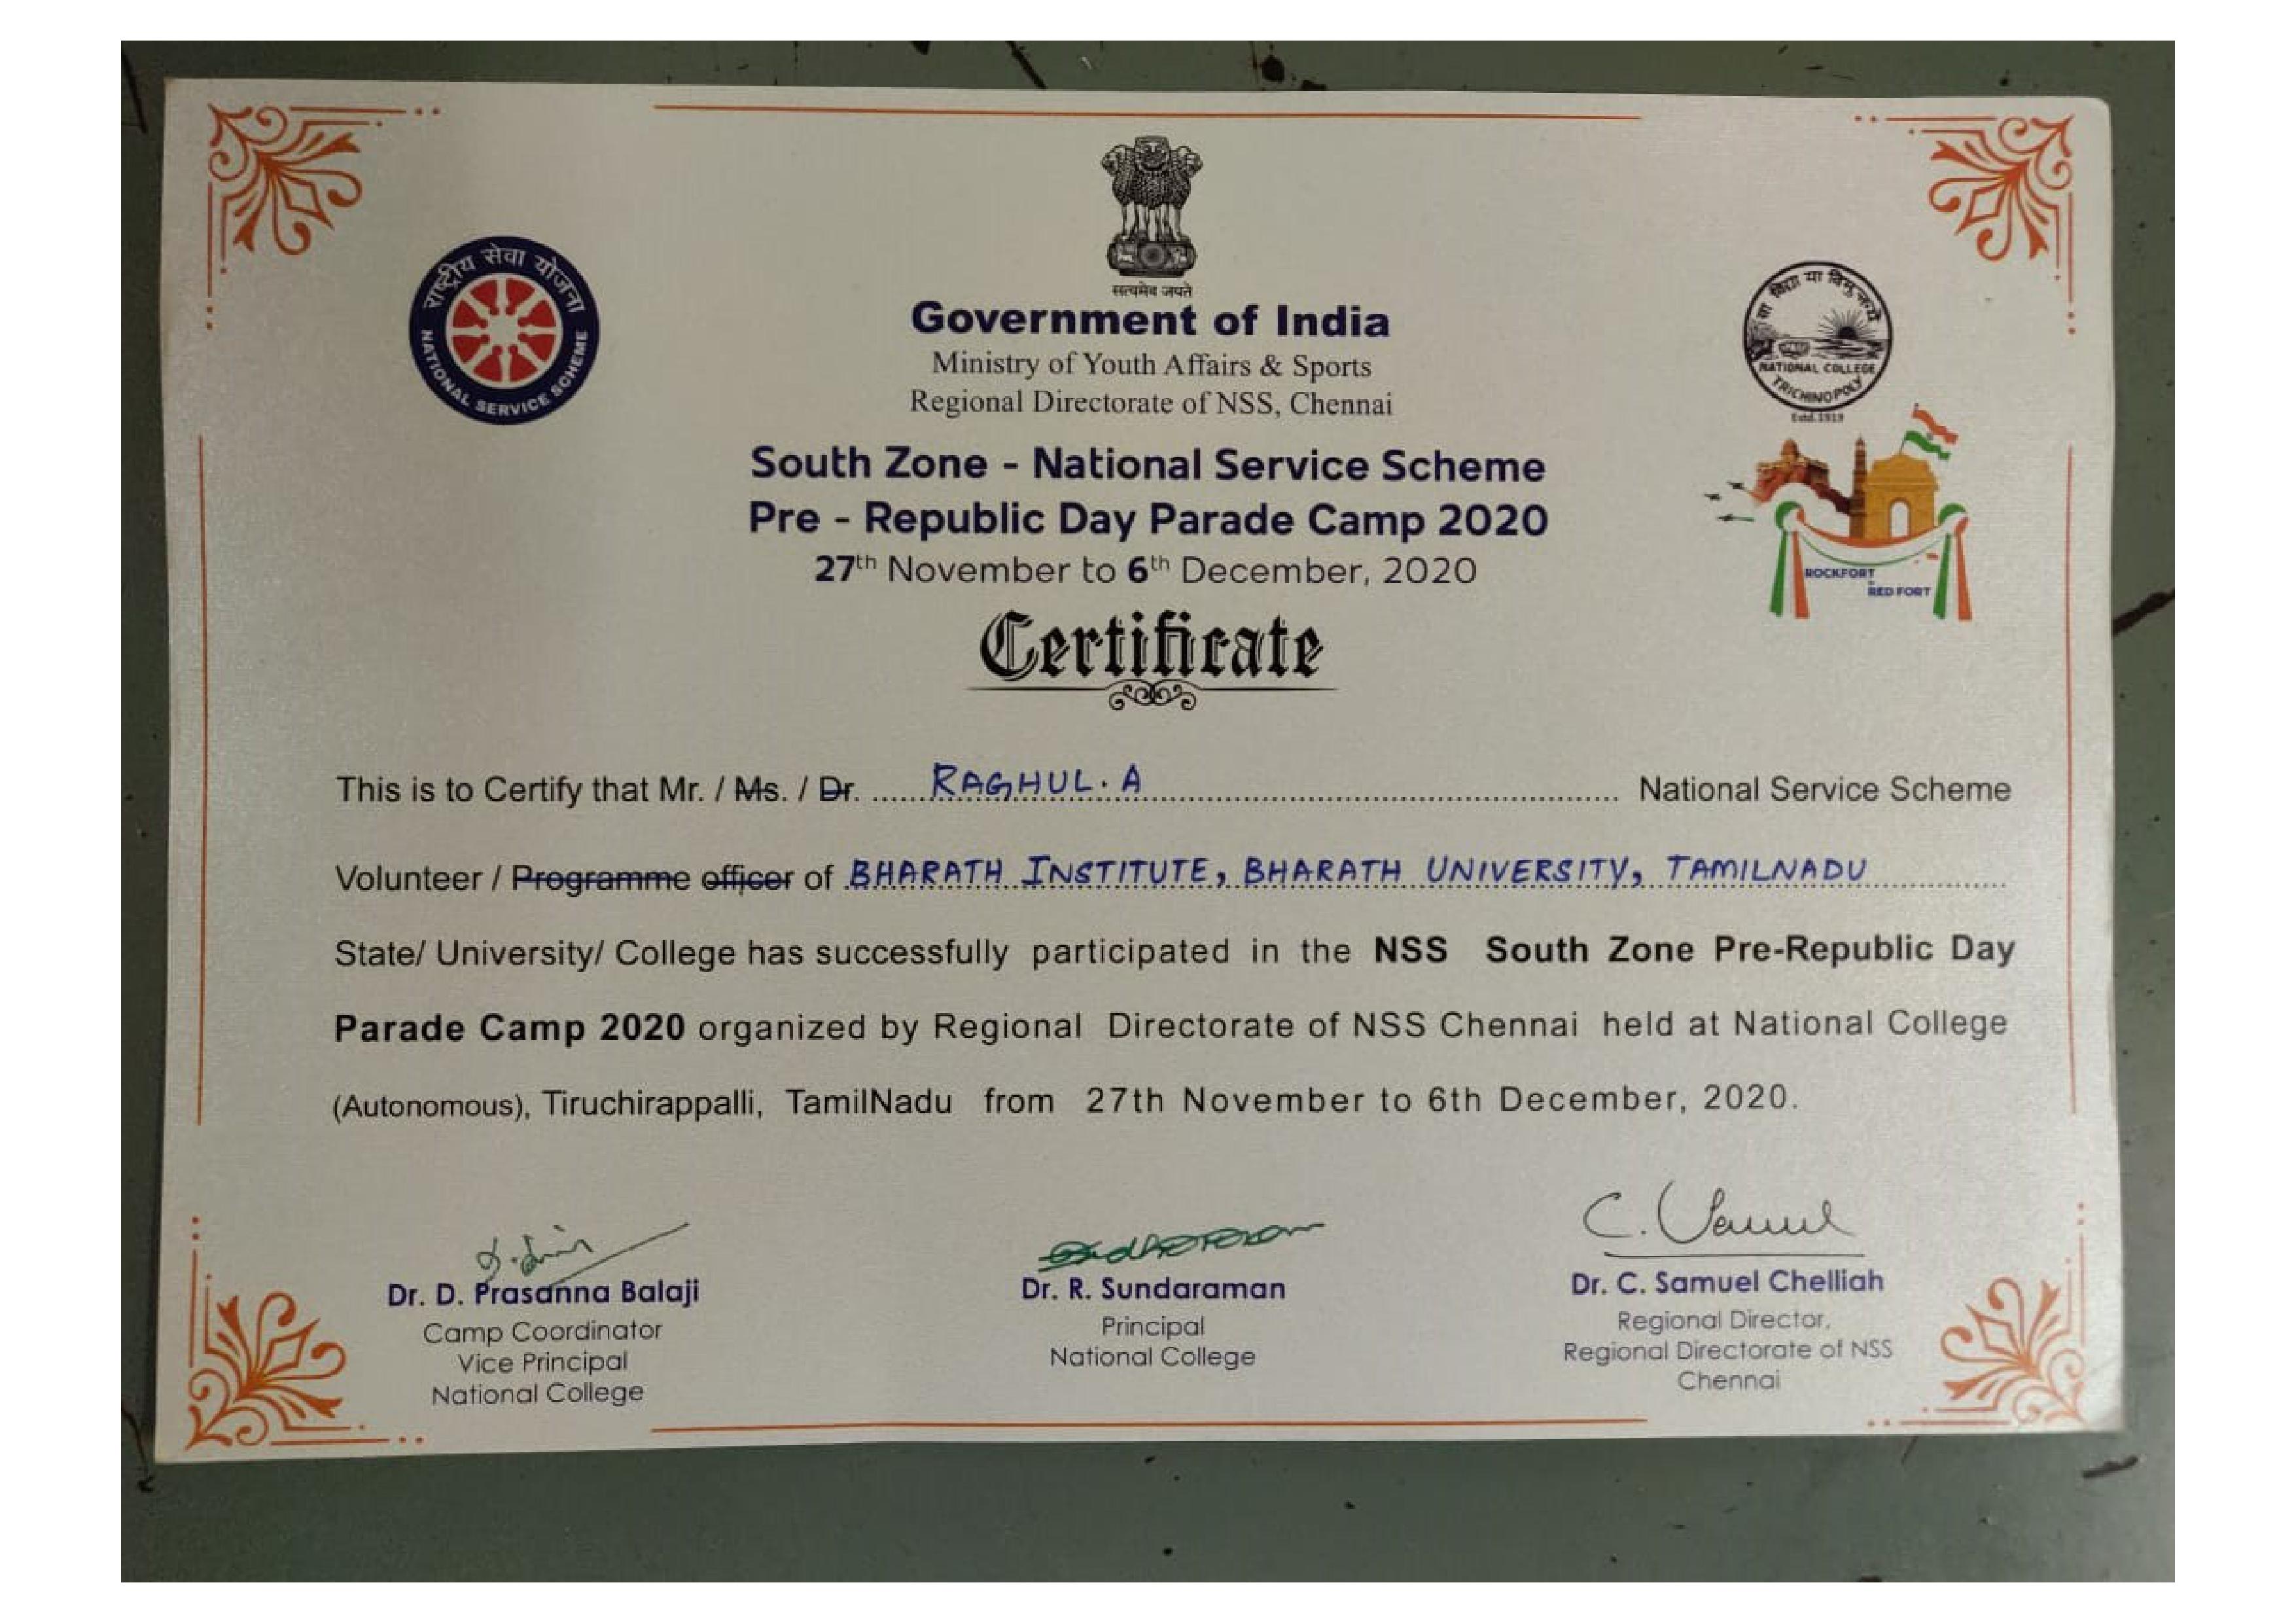 सत्यमेव जयते
राष्ट्रीय सेवा योजना
NATIONAL SERVICE SCHEME
Government of India
Ministry of Youth Affairs & Sports
Regional Directorate of NSS, Chennai
सा विद्या या विमुक्तये
NATIONAL COLLEGE
TRICHINOPOLY
Estd.1919
South Zone - National Service Scheme
Pre - Republic Day Parade Camp 2020
27th November to 6th December, 2020
ROCKFORT
RED FORT
Certificate
This is to Certify that Mr. / Ms. / Dr. ...... RAGHUL. A ...... National Service Scheme
Volunteer / Programme officer of BHARATH INSTITUTE, BHARATH UNIVERSITY, TAMILNADU
State/ University/ College has successfully participated in the NSS South Zone Pre-Republic Day
Parade Camp 2020 organized by Regional Directorate of NSS Chennai held at National College
(Autonomous), Tiruchirappalli, TamilNadu from 27th November to 6th December, 2020.
C. Samuel
Dr. D. Prasanna Balaji
Camp Coordinator
Vice Principal
National College
Dr. R. Sundaraman
Principal
National College
Dr. C. Samuel Chelliah
Regional Director,
Regional Directorate of NSS
Chennai